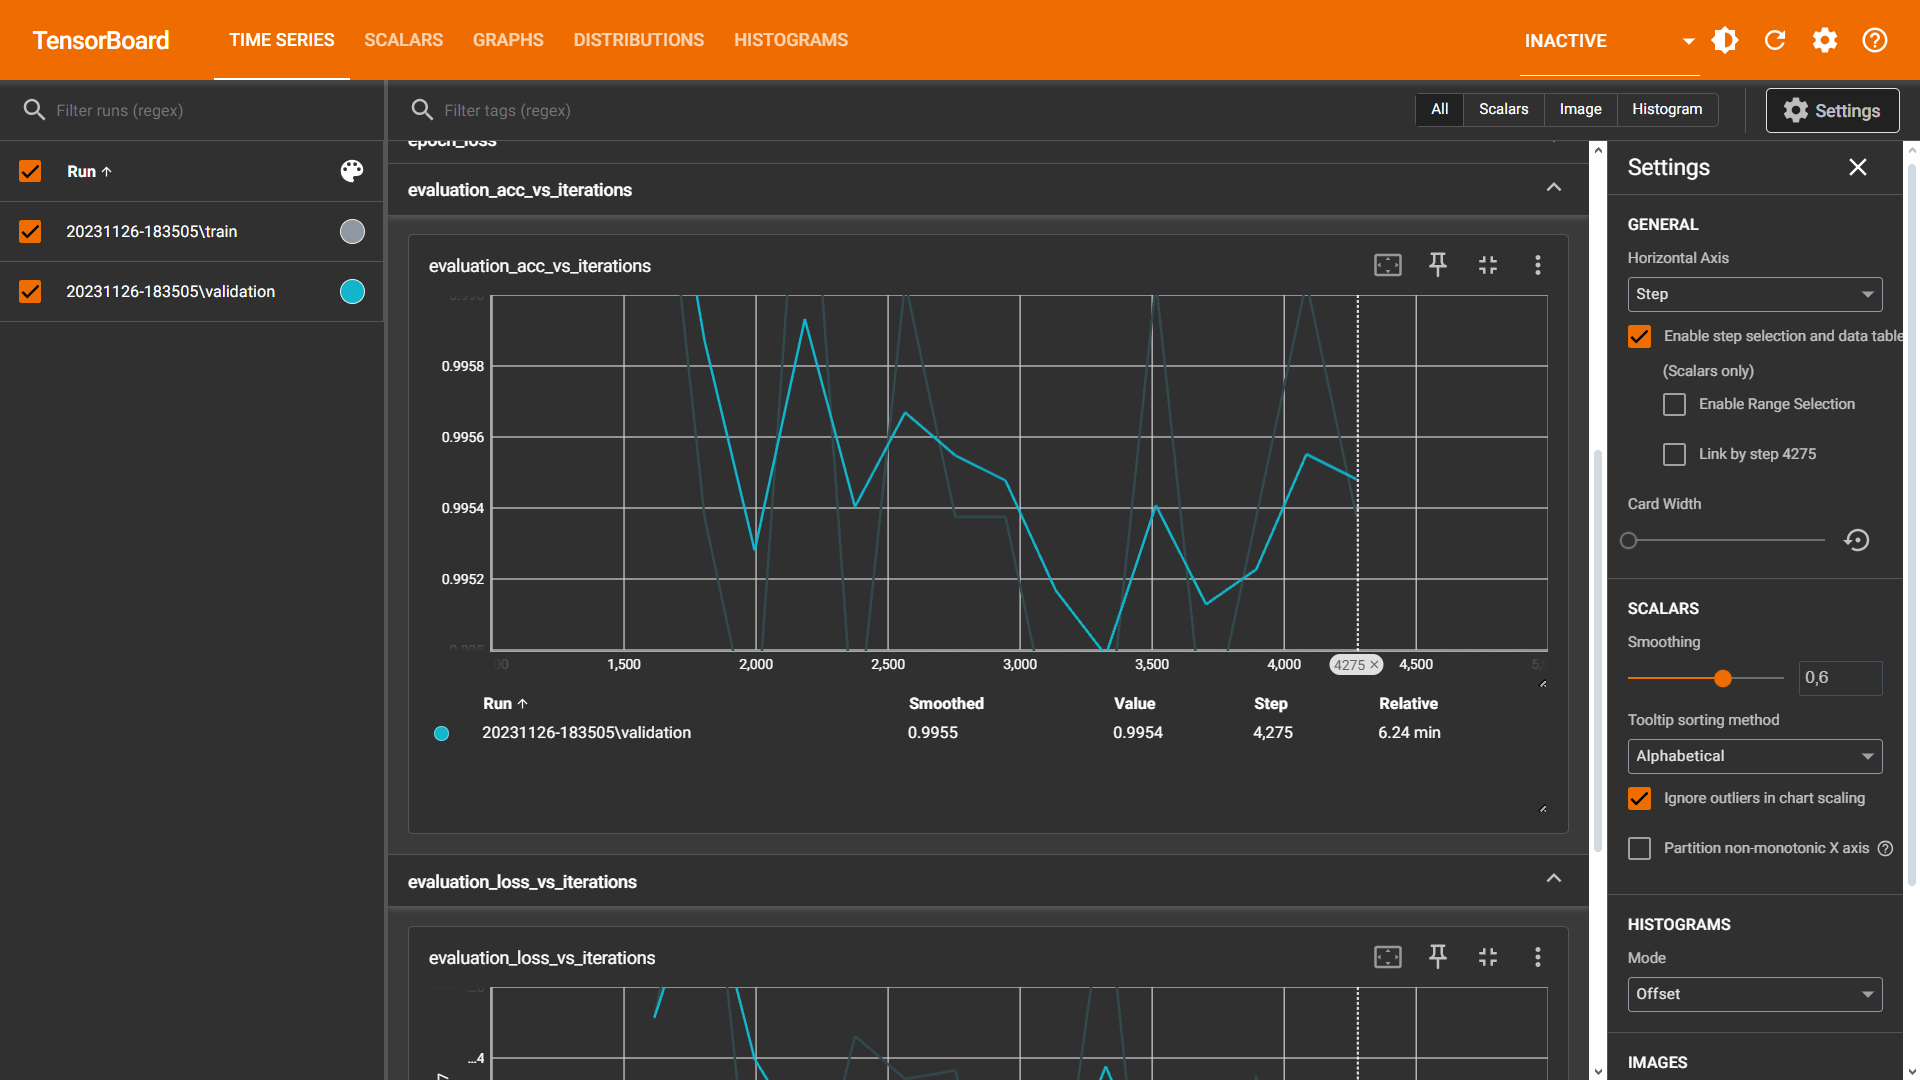 TensorBoard
TIME SERIES
SCALARS
GRAPHS
DISTRIBUTIONS
HISTOGRAMS
INACTIVE
Filter runs (regex)
Run
20231126-183505\train
20231126-183505\validation
Filter tags (regex)
All
Scalars
Image
Histogram
Settings
epoch_loss
evaluation_acc_vs_iterations
evaluation_acc_vs_iterations
0.9958
0.9956
0.9954
0.9952
0.995
1,500
2,000
2,500
3,000
3,500
4,000
4275
4,500
Run Smoothed Value Step Relative
20231126-183505\validation 0.9955 0.9954 4,275 6.24 min
evaluation_loss_vs_iterations
evaluation_loss_vs_iterations
...4
Settings
GENERAL
Horizontal Axis
Step
Enable step selection and data table
(Scalars only)
Enable Range Selection
Link by step 4275
Card Width
SCALARS
Smoothing
0,6
Tooltip sorting method
Alphabetical
Ignore outliers in chart scaling
Partition non-monotonic X axis
HISTOGRAMS
Mode
Offset
IMAGES